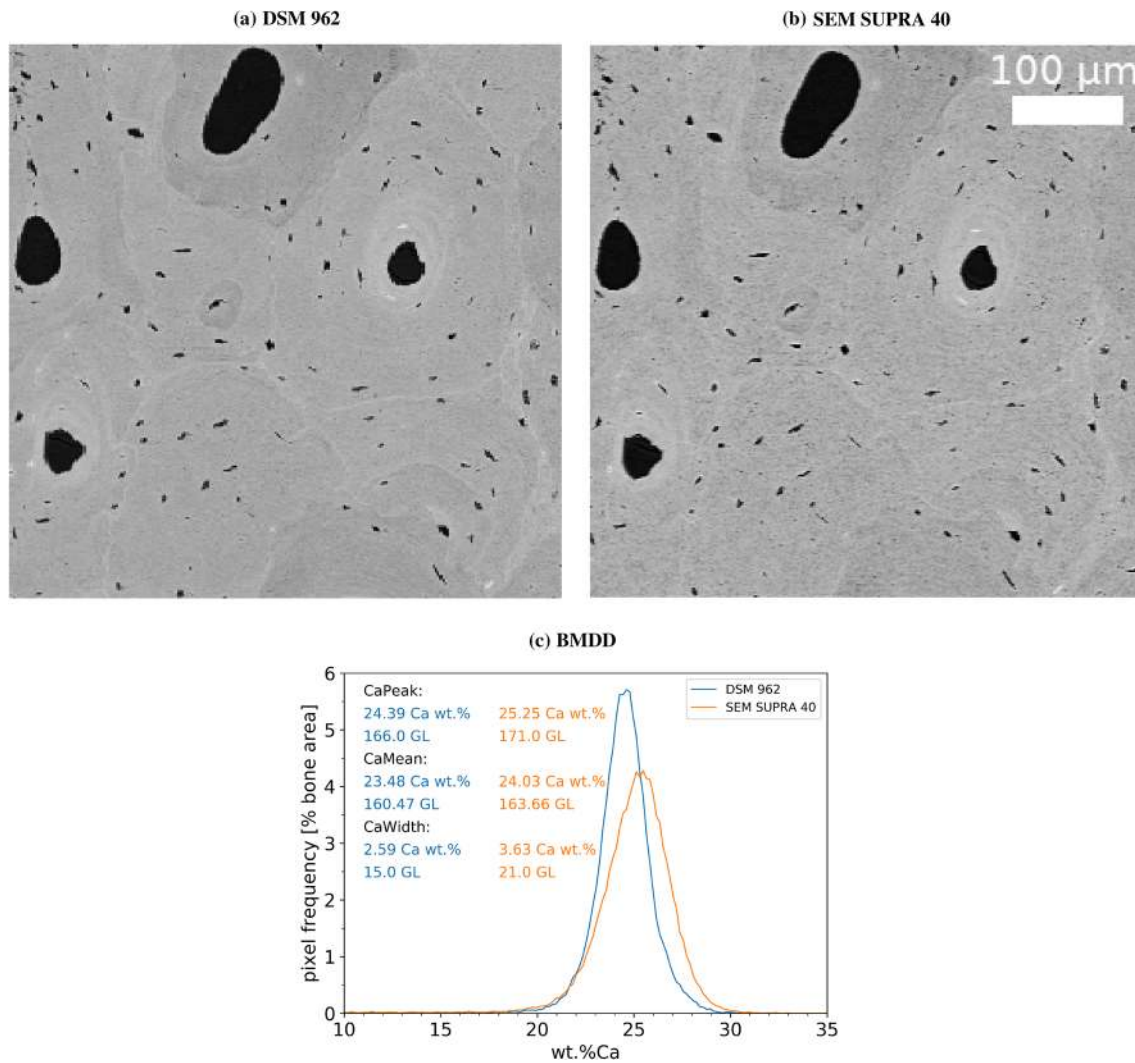 (a) DSM 962
(b) SEM SUPRA 40
100 µm
(c) BMDD
6
5
4
3
2
1
0
pixel frequency [% bone area]
CaPeak:
24.39 Ca wt.% 25.25 Ca wt.%
166.0 GL 171.0 GL
CaMean:
23.48 Ca wt.% 24.03 Ca wt.%
160.47 GL 163.66 GL
CaWidth:
2.59 Ca wt.% 3.63 Ca wt.%
15.0 GL 21.0 GL
DSM 962
SEM SUPRA 40
10 15 20 25 30 35
wt.%Ca